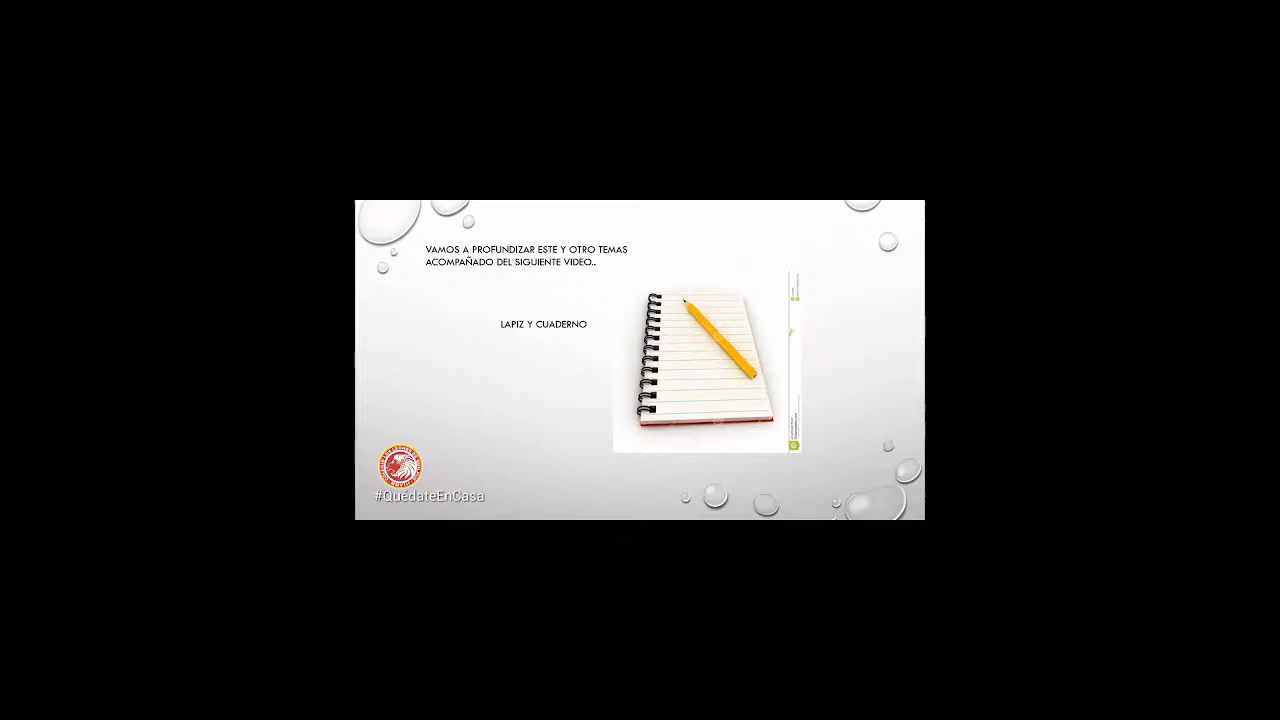 VAMOS A PROFUNDIZAR ESTE Y OTRO TEMAS
ACOMPAÑADO DEL SIGUIENTE VIDEO..
LAPIZ Y CUADERNO
#QuédateEnCasa